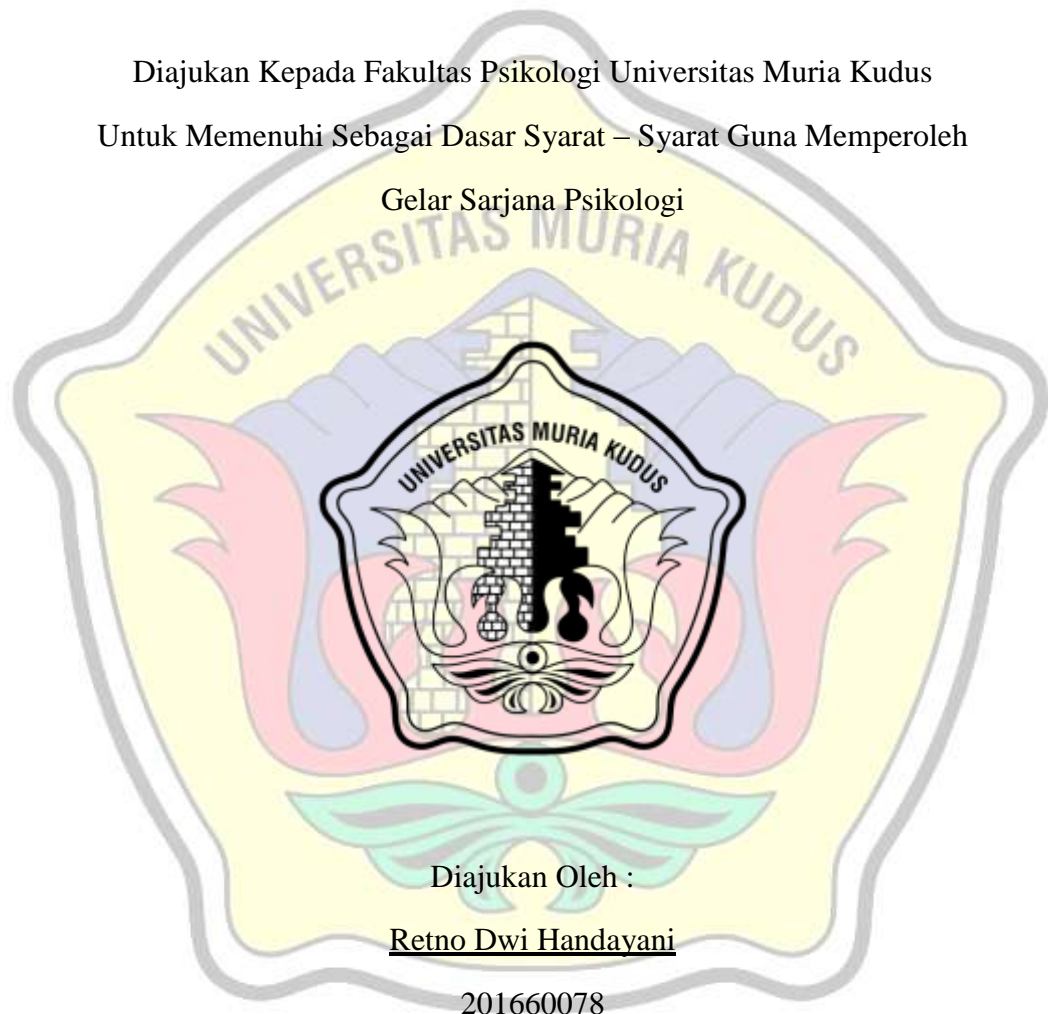 Diajukan Kepada Fakultas Psikologi Universitas Muria Kudus
Untuk Memenuhi Sebagai Dasar Syarat – Syarat Guna Memperoleh
Gelar Sarjana Psikologi
UNIVERSITAS MURIA KUDUS
UNIVERSITAS MURIA KUDUS
Diajukan Oleh :
Retno Dwi Handayani
201660078